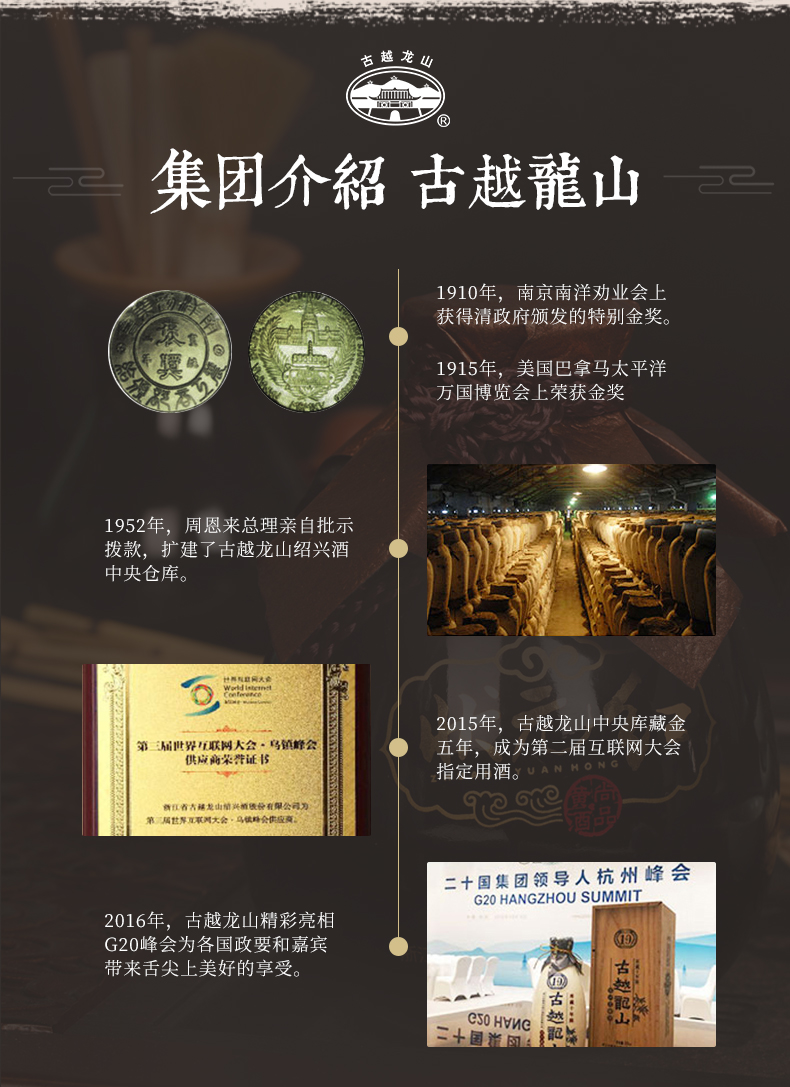 古越龙山
®
集团介紹 古越龍山
1910年，南京南洋劝业会上
获得清政府颁发的特别金奖。
1915年，美国巴拿马太平洋
万国博览会上荣获金奖
1952年，周恩来总理亲自批示
拨款，扩建了古越龙山绍兴酒
中央仓库。
世界互联网大会
World Internet
Conference
第三届世界互联网大会·乌镇峰会
供应商荣誉证书
浙江省古越龙山绍兴酒股份有限公司为
第三届世界互联网大会·乌镇峰会供应商。
2015年，古越龙山中央库藏金
五年，成为第二届互联网大会
指定用酒。
YUANHONG
二十国集团领导人杭州峰会
G20 HANGZHOU SUMMIT
2016年，古越龙山精彩亮相
G20峰会为各国政要和嘉宾
带来舌尖上美好的享受。
古越龍山
古越龍山
G20 HANG
二十国集团